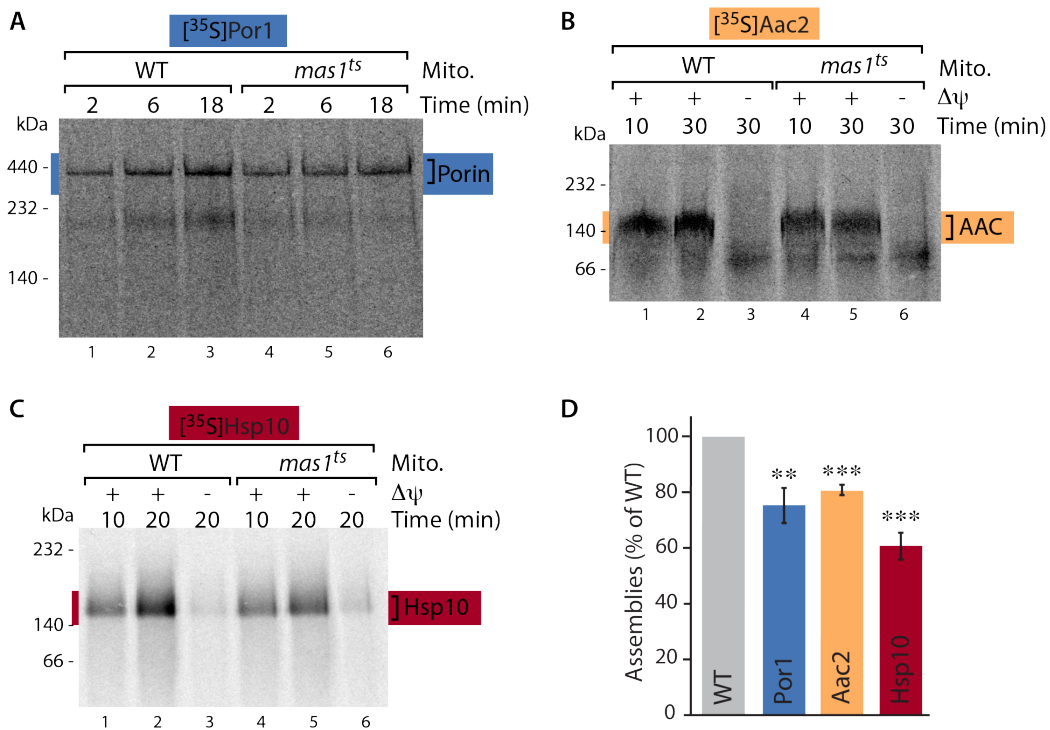 A
[35S]Por1
WT mas1ts Mito.
2 6 18 2 6 18 Time (min)
kDa
440 -
Porin
232 -
140 -
1 2 3 4 5 6
B
[35S]Aac2
WT mas1ts Mito.
+ + - + + - Δψ
10 30 30 10 30 30 Time (min)
kDa
232 -
140 -
AAC
66 -
1 2 3 4 5 6
C
[35S]Hsp10
WT mas1ts Mito.
+ + - + + - Δψ
10 20 20 10 20 20 Time (min)
kDa
232 -
Hsp10
140 -
66 -
1 2 3 4 5 6
D
Assemblies (% of WT)
100
80
60
40
20
0
** *** ***
WT Por1 Aac2 Hsp10